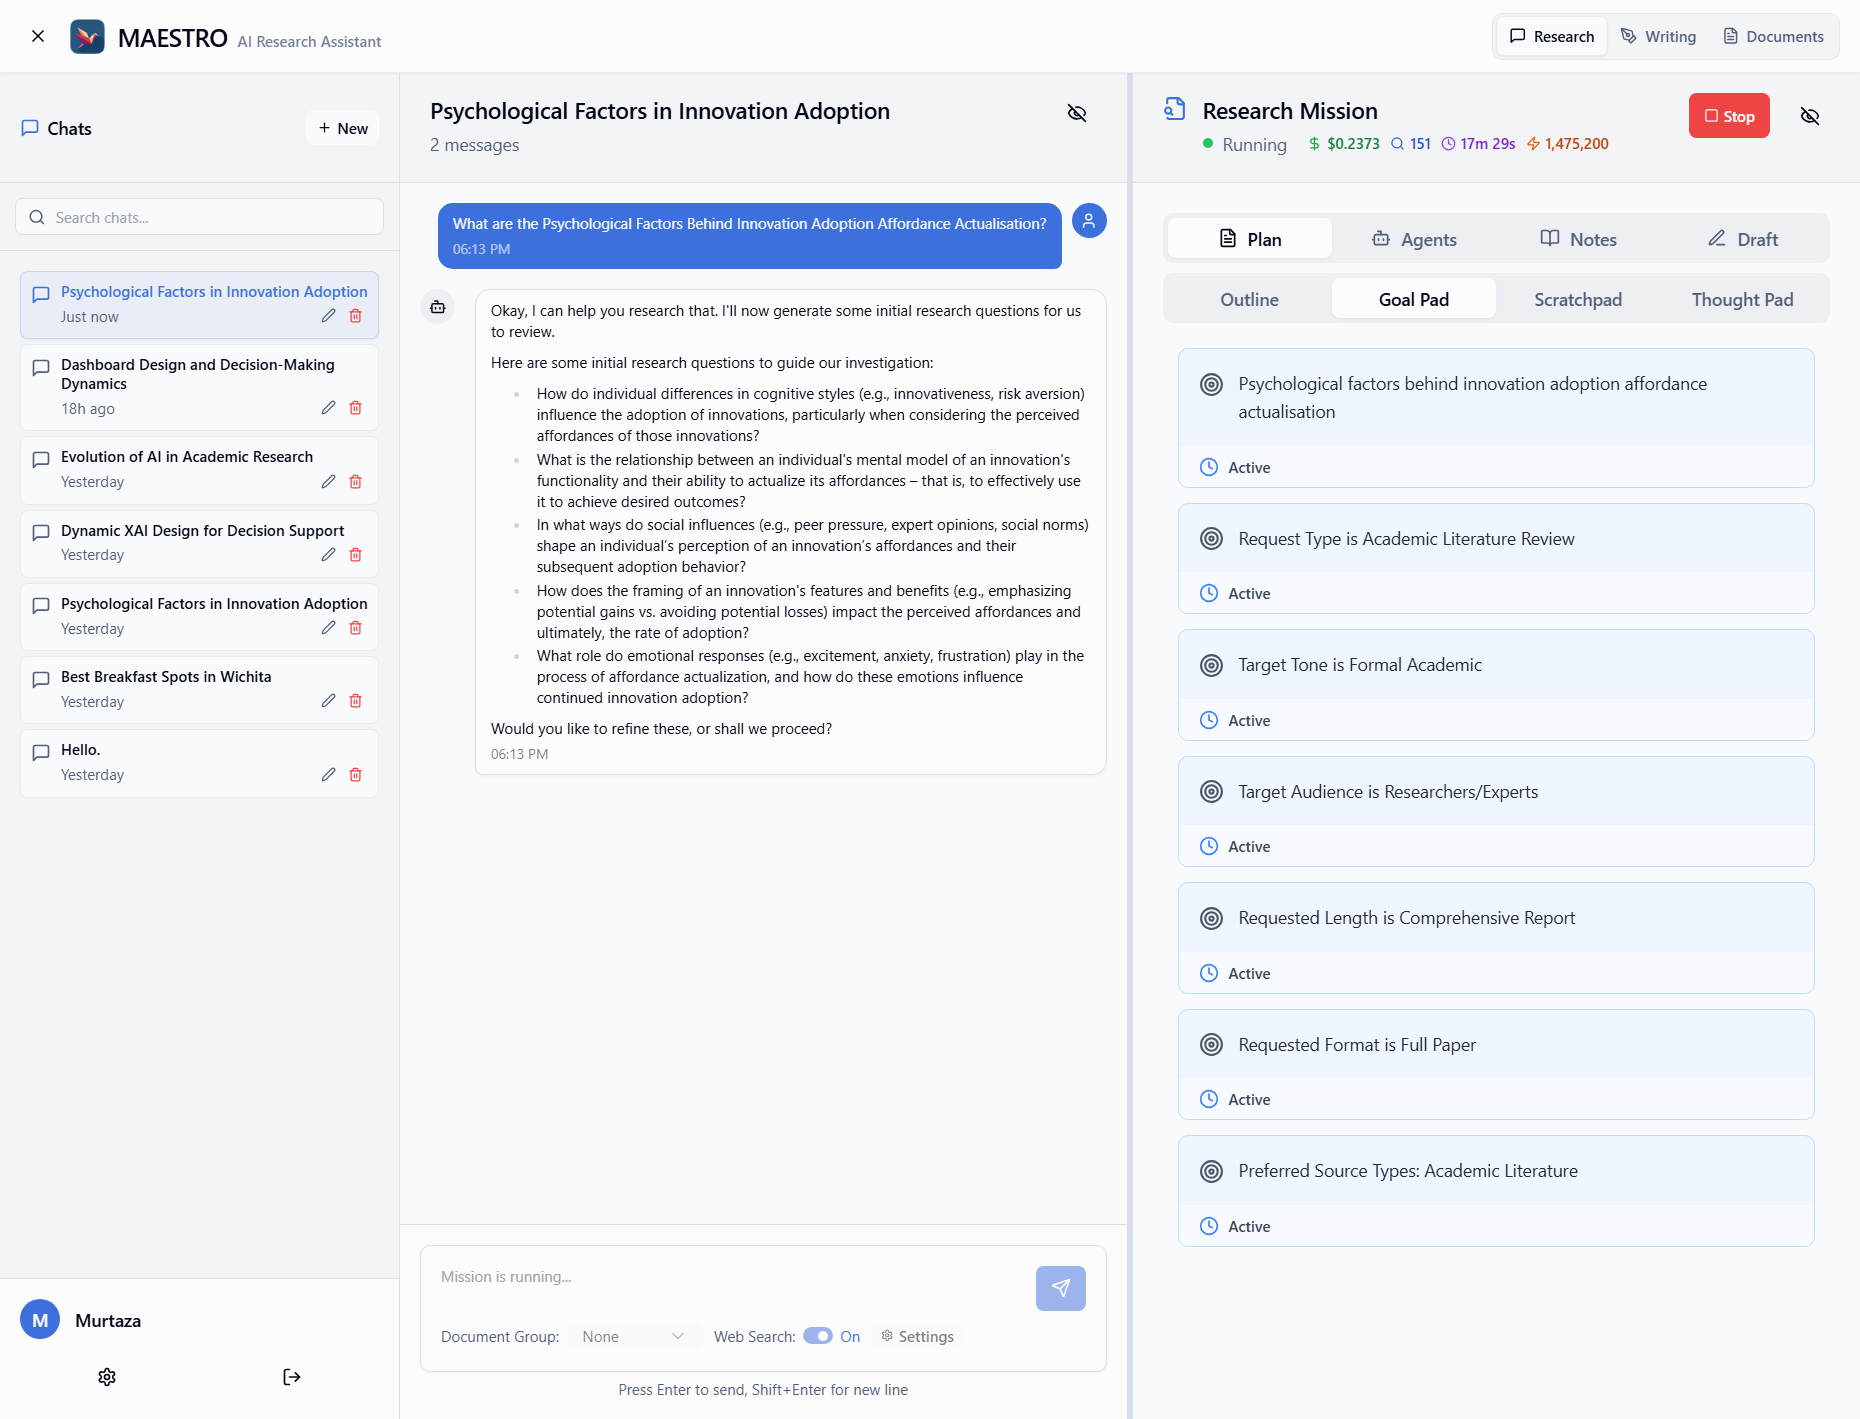 MAESTRO AI Research Assistant
Research
Writing
Documents
Chats
New
Search chats...
Psychological Factors in Innovation Adoption
Just now
Dashboard Design and Decision-Making
Dynamics
18h ago
Evolution of AI in Academic Research
Yesterday
Dynamic XAI Design for Decision Support
Yesterday
Psychological Factors in Innovation Adoption
Yesterday
Best Breakfast Spots in Wichita
Yesterday
Hello.
Yesterday
M
Murtaza
Psychological Factors in Innovation Adoption
2 messages
What are the Psychological Factors Behind Innovation Adoption Affordance Actualisation?
06:13 PM
Okay, I can help you research that. I'll now generate some initial research questions for us
to review.
Here are some initial research questions to guide our investigation:
How do individual differences in cognitive styles (e.g., innovativeness, risk aversion)
influence the adoption of innovations, particularly when considering the perceived
affordances of those innovations?
What is the relationship between an individual's mental model of an innovation's
functionality and their ability to actualize its affordances – that is, to effectively use
it to achieve desired outcomes?
In what ways do social influences (e.g., peer pressure, expert opinions, social norms)
shape an individual's perception of an innovation's affordances and their
subsequent adoption behavior?
How does the framing of an innovation's features and benefits (e.g., emphasizing
potential gains vs. avoiding potential losses) impact the perceived affordances and
ultimately, the rate of adoption?
What role do emotional responses (e.g., excitement, anxiety, frustration) play in the
process of affordance actualization, and how do these emotions influence
continued innovation adoption?
Would you like to refine these, or shall we proceed?
06:13 PM
Mission is running...
Document Group: None Web Search: On Settings
Press Enter to send, Shift+Enter for new line
Research Mission
Running $ $0.2373 151 17m 29s 1,475,200
Stop
Plan Agents Notes Draft
Outline Goal Pad Scratchpad Thought Pad
Psychological factors behind innovation adoption affordance
actualisation
Active
Request Type is Academic Literature Review
Active
Target Tone is Formal Academic
Active
Target Audience is Researchers/Experts
Active
Requested Length is Comprehensive Report
Active
Requested Format is Full Paper
Active
Preferred Source Types: Academic Literature
Active